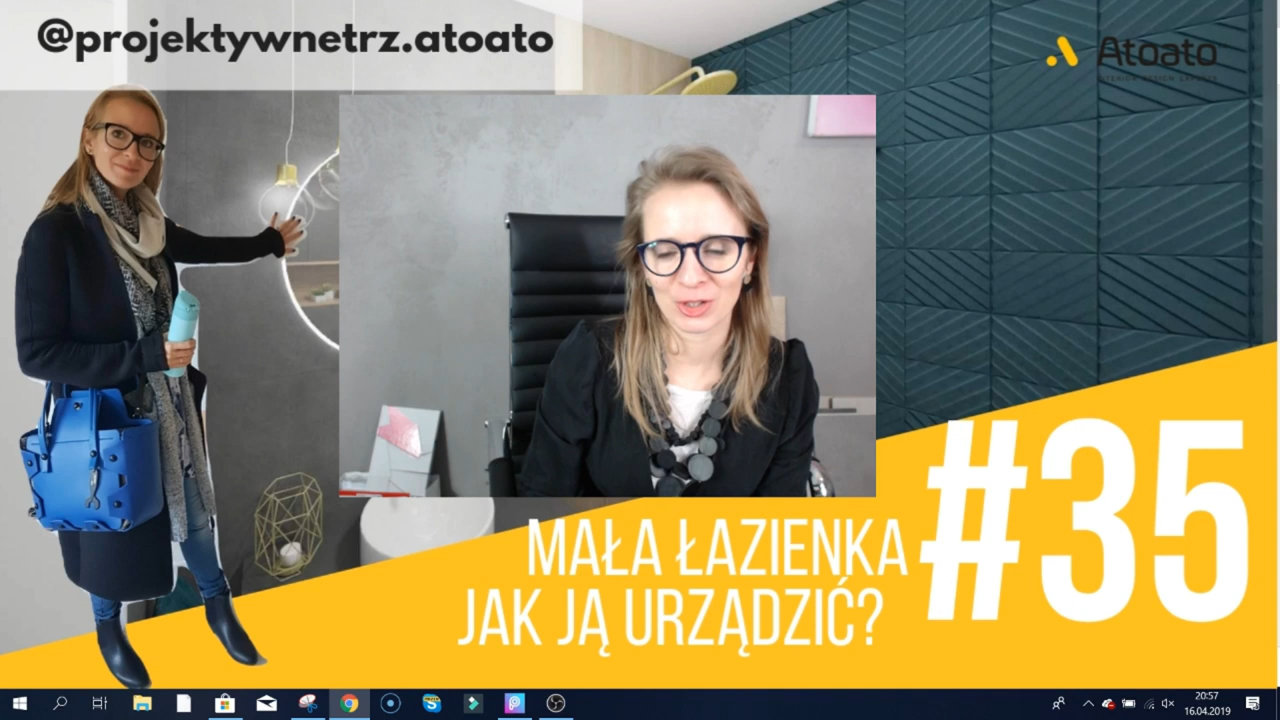 @projektywnetrz.atoato
Atoato
#35
MAŁA ŁAZIENKA
JAK JĄ URZĄDZIĆ?
20:57
16.04.2019